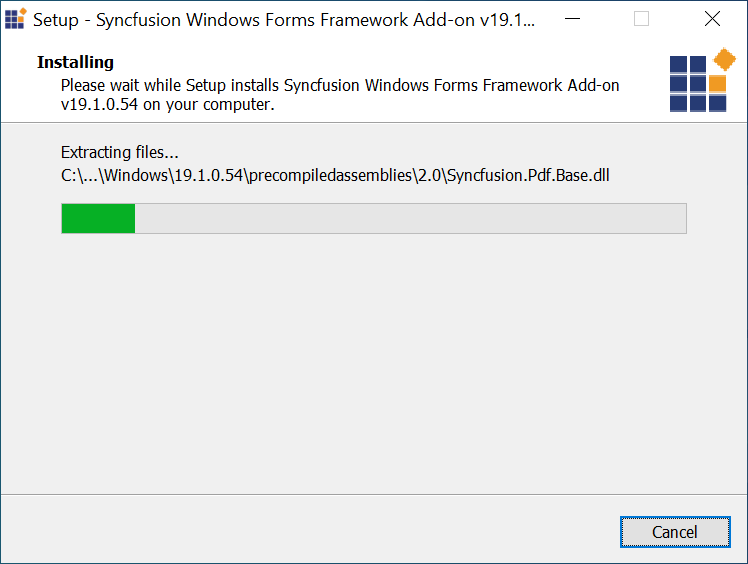 Setup - Syncfusion Windows Forms Framework Add-on v19.1...
Installing
Please wait while Setup installs Syncfusion Windows Forms Framework Add-on
v19.1.0.54 on your computer.
Extracting files...
C:\...\Windows\19.1.0.54\precompiledassemblies\2.0\Syncfusion.Pdf.Base.dll
Cancel